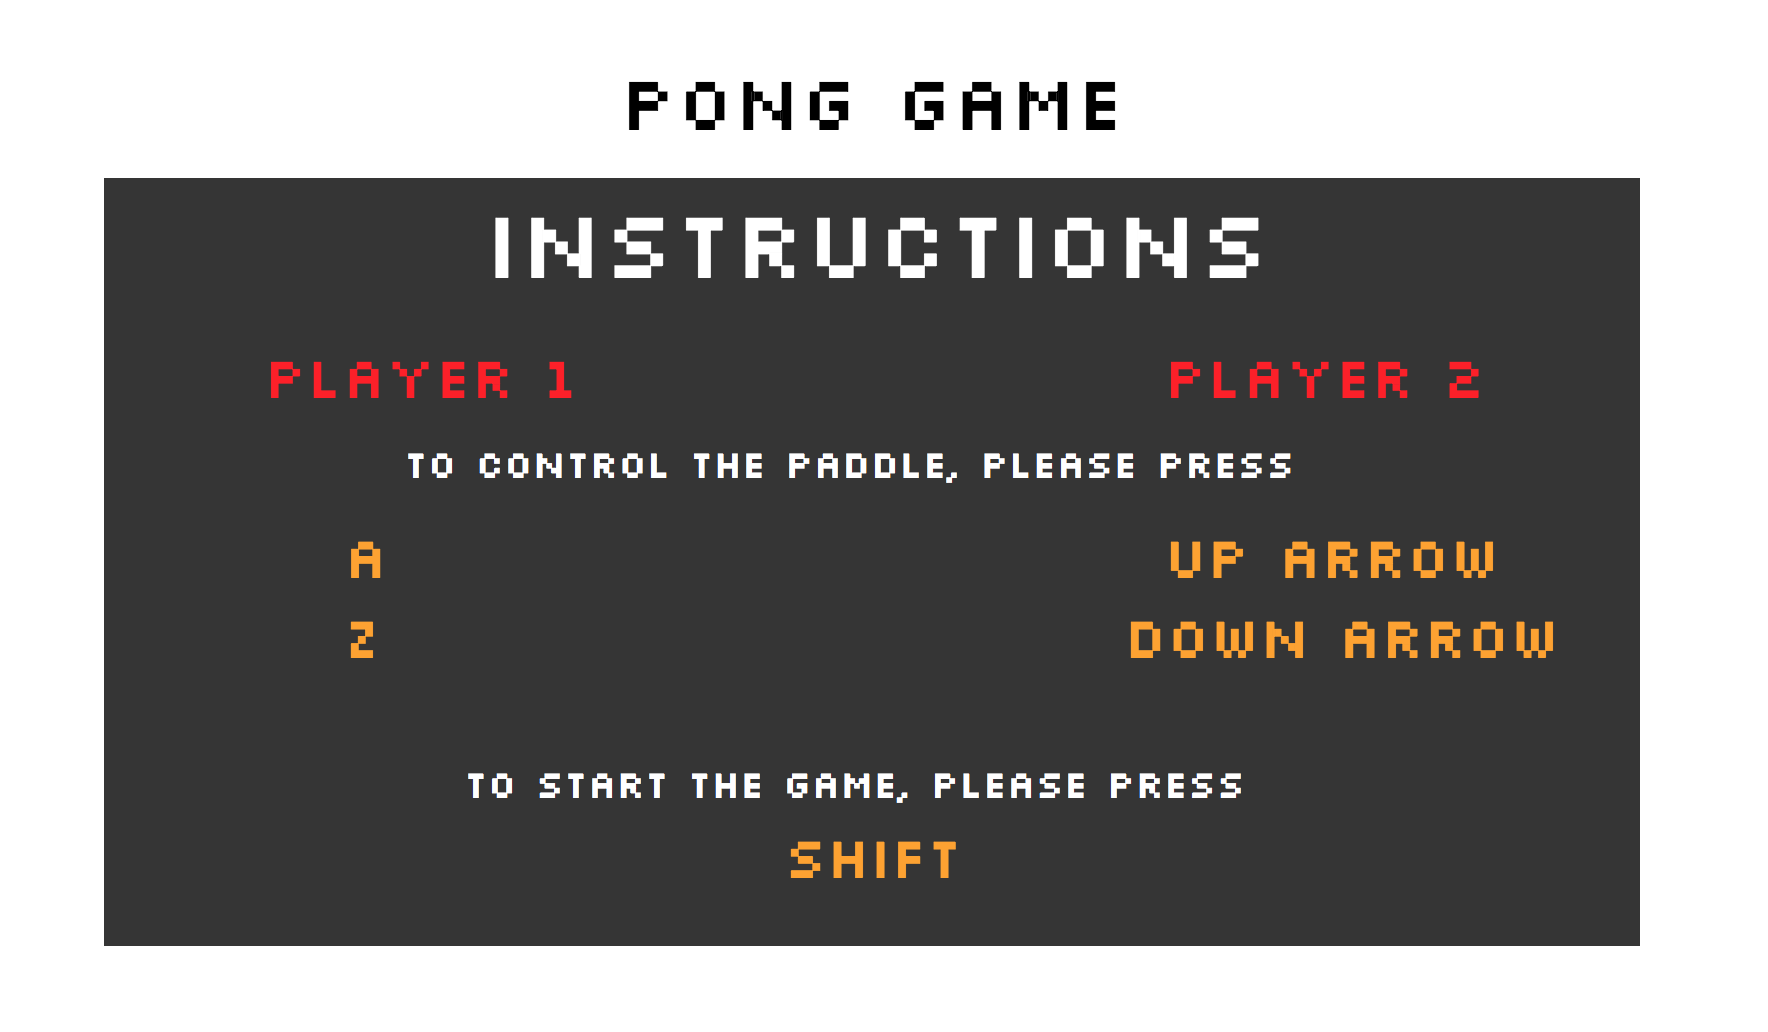 PONG GAME
INSTRUCTIONS
PLAYER 1 PLAYER 2
TO CONTROL THE PADDLE, PLEASE PRESS
A UP ARROW
Z DOWN ARROW
TO START THE GAME, PLEASE PRESS
SHIFT